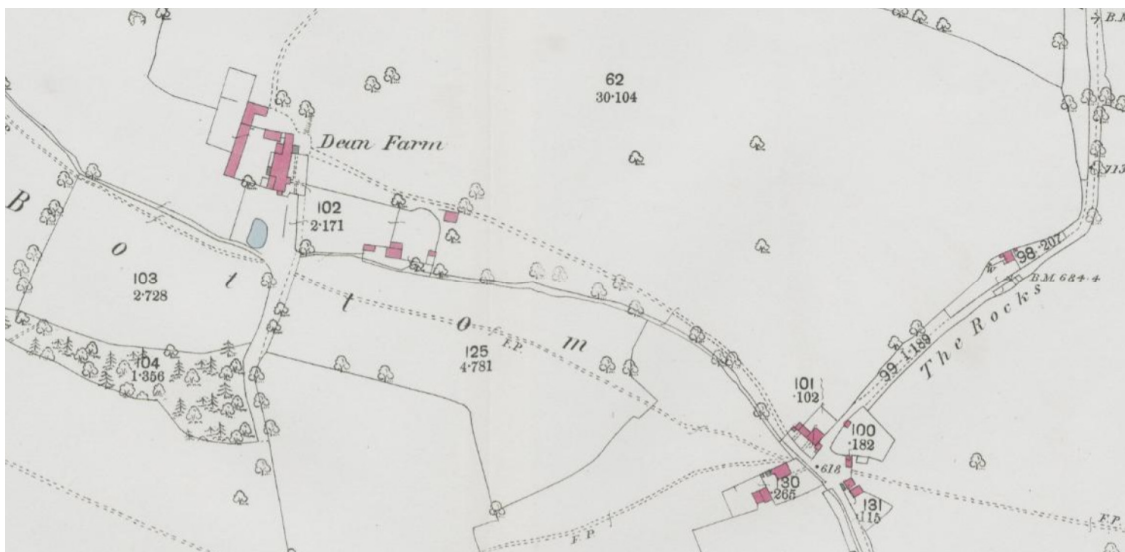 B.M.
62
30·104
Dean Farm
713
102
2·171
98 ·207
B.M. 684·4
The Rocks
B o t t o m
103
2·728
F.P.
125
4·781
104
1·356
99 1·189
101
·102
100
·182
·618
130
·265
131
·115
F.P.
F.P.